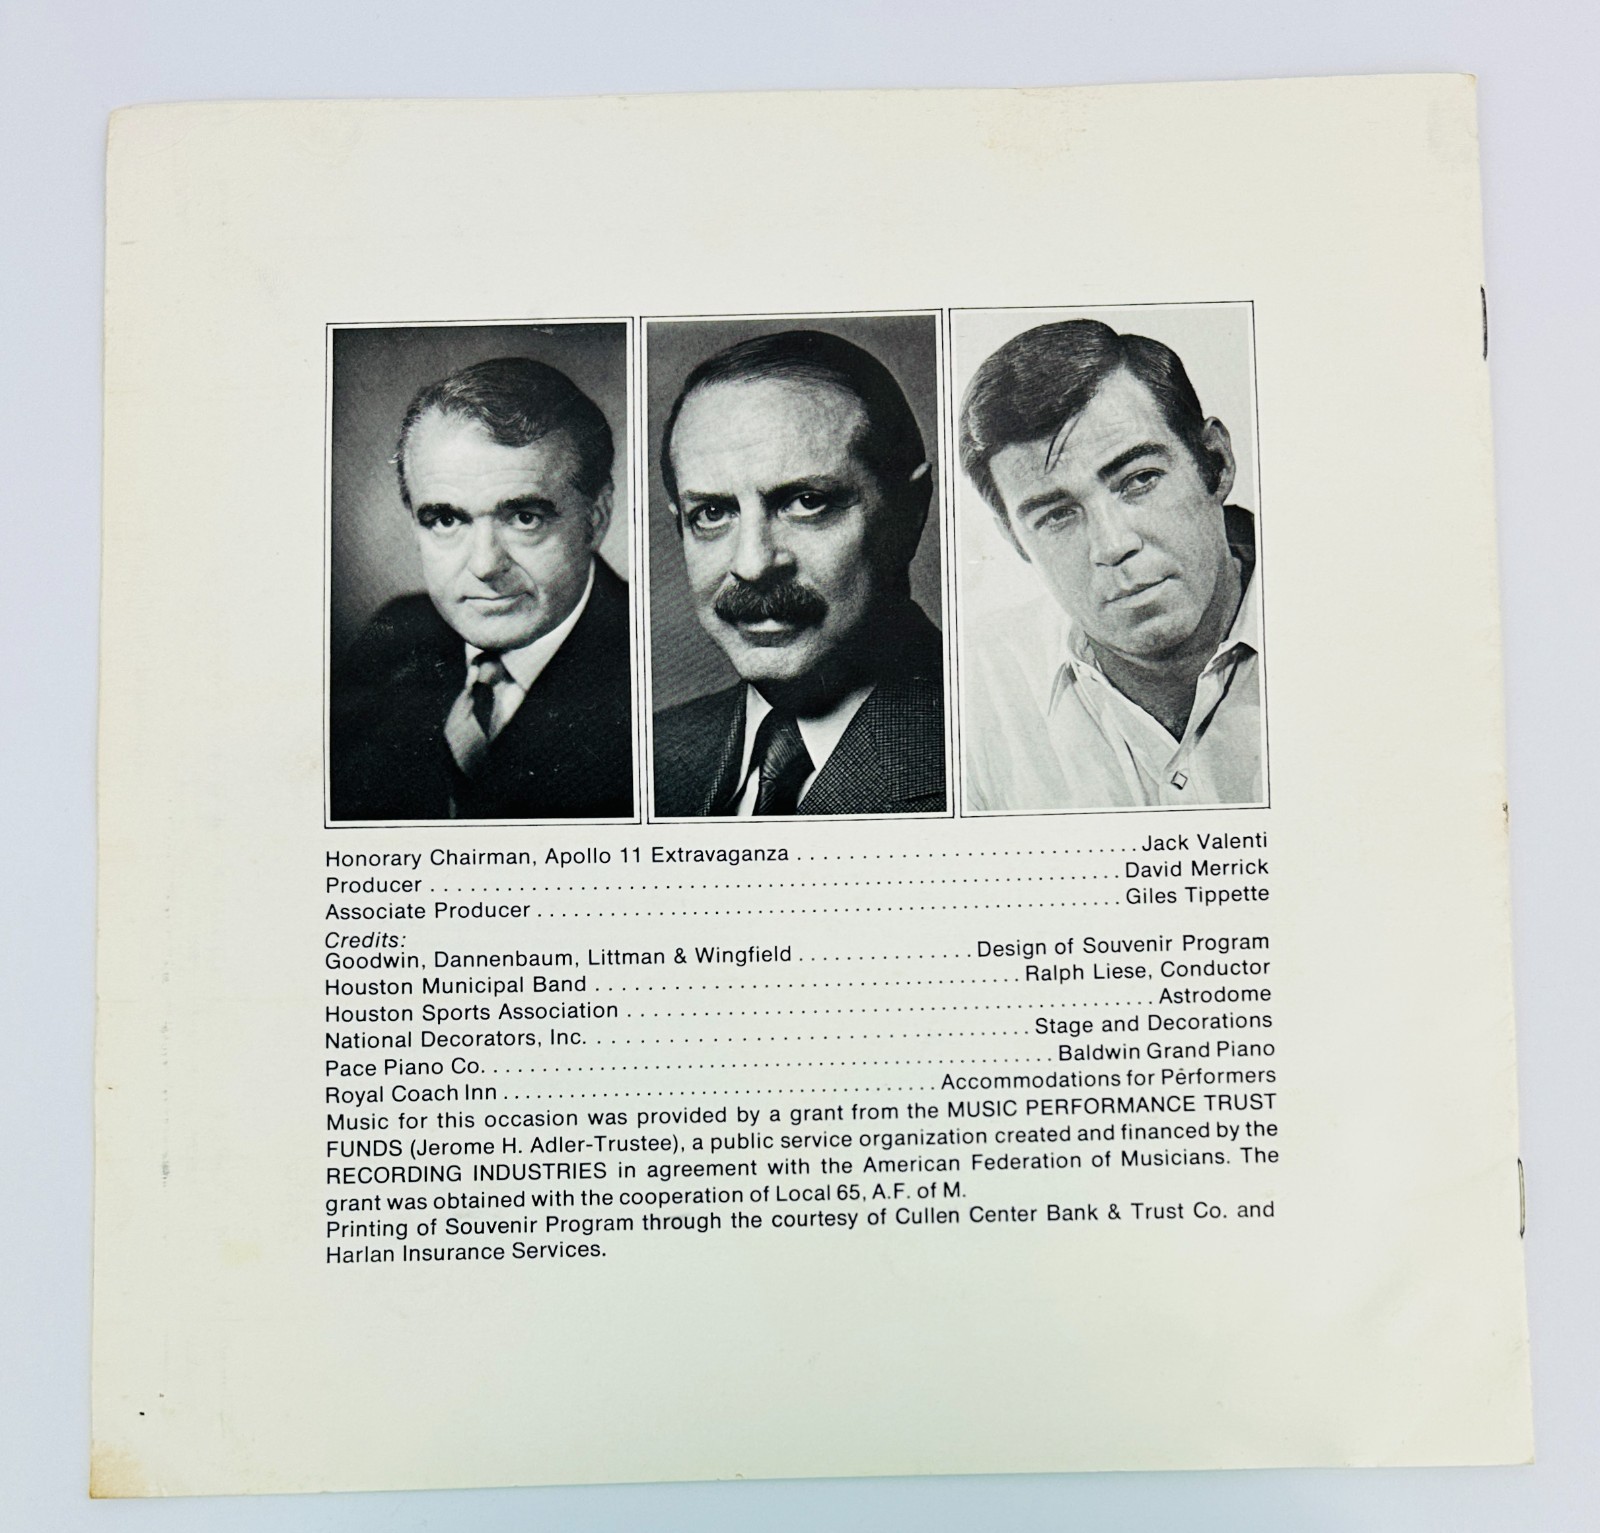 Honorary Chairman, Apollo 11 Extravaganza . . . . . . . . . . . . . . . . . . . . . . . . . . . Jack Valenti
Producer . . . . . . . . . . . . . . . . . . . . . . . . . . . . . . . . . . . . . . . . . . . . . . . . . . . . . David Merrick
Associate Producer . . . . . . . . . . . . . . . . . . . . . . . . . . . . . . . . . . . . . . . . . . . . . Giles Tippette
Credits:
Goodwin, Dannenbaum, Littman & Wingfield . . . . . . . . . . . . . . Design of Souvenir Program
Houston Municipal Band . . . . . . . . . . . . . . . . . . . . . . . . . . . . . . . . . Ralph Liese, Conductor
Houston Sports Association . . . . . . . . . . . . . . . . . . . . . . . . . . . . . . . . . . . . . . . . Astrodome
National Decorators, Inc. . . . . . . . . . . . . . . . . . . . . . . . . . . . . . . . Stage and Decorations
Pace Piano Co. . . . . . . . . . . . . . . . . . . . . . . . . . . . . . . . . . . . . . . . . . . Baldwin Grand Piano
Royal Coach Inn . . . . . . . . . . . . . . . . . . . . . . . . . . . . . . . . . Accommodations for Performers
Music for this occasion was provided by a grant from the MUSIC PERFORMANCE TRUST
FUNDS (Jerome H. Adler-Trustee), a public service organization created and financed by the
RECORDING INDUSTRIES in agreement with the American Federation of Musicians. The
grant was obtained with the cooperation of Local 65, A.F. of M.
Printing of Souvenir Program through the courtesy of Cullen Center Bank & Trust Co. and
Harlan Insurance Services.